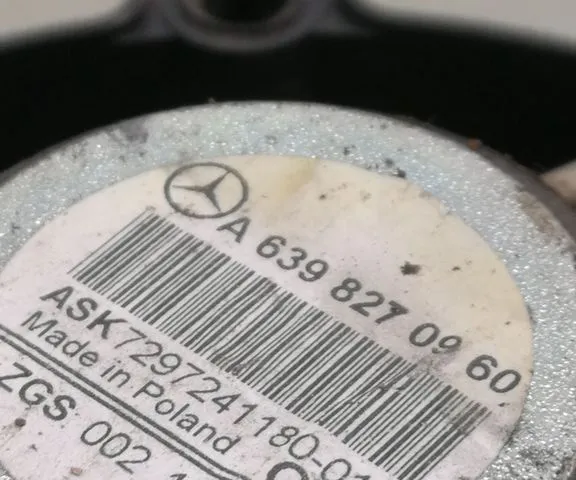 A 639 827 09 60
ASK7297241180-01
Made in Poland
ZGS 002